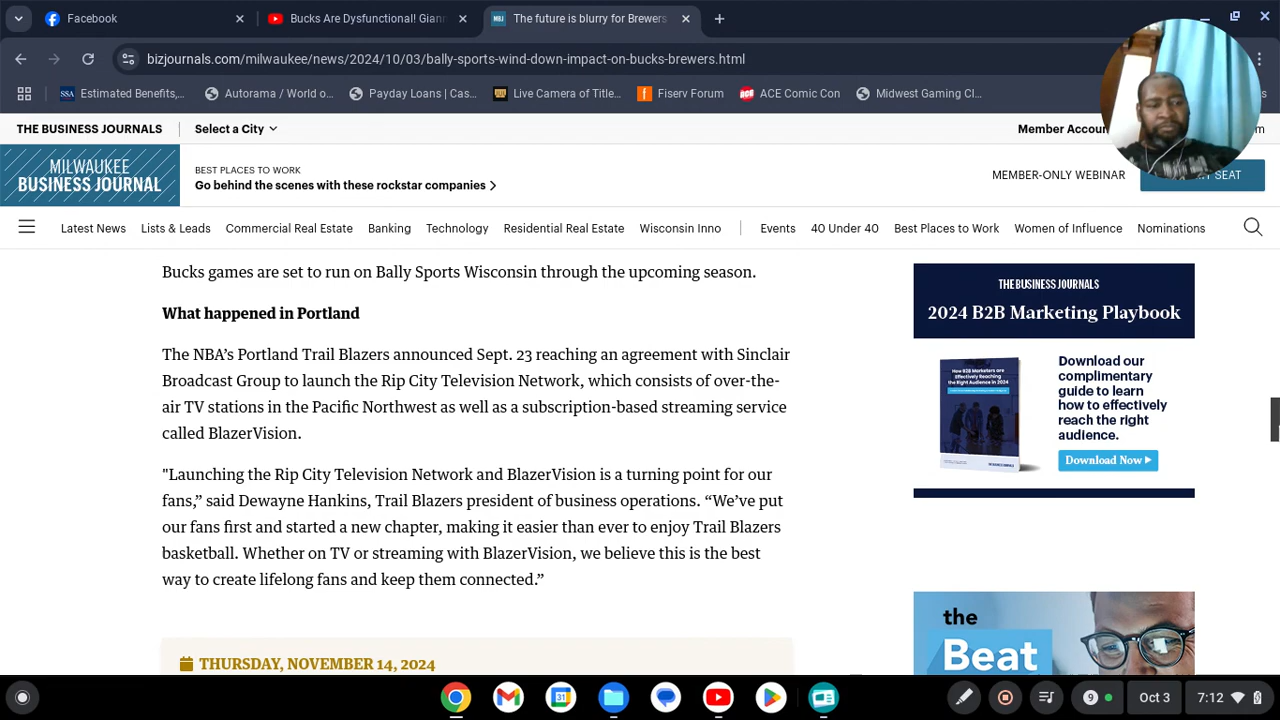 Facebook
Bucks Are Dysfunctional! Giann
The future is blurry for Brewers
bizjournals.com/milwaukee/news/2024/10/03/bally-sports-wind-down-impact-on-bucks-brewers.html
Estimated Benefits,...
Autorama / World o...
Payday Loans | Cas...
Live Camera of Title...
Fiserv Forum
ACE Comic Con
Midwest Gaming Cl...
THE BUSINESS JOURNALS
Select a City
Member Accou
MILWAUKEE
BUSINESS JOURNAL
BEST PLACES TO WORK
Go behind the scenes with these rockstar companies
MEMBER-ONLY WEBINAR
SEAT
Latest News
Lists & Leads
Commercial Real Estate
Banking
Technology
Residential Real Estate
Wisconsin Inno
Events
40 Under 40
Best Places to Work
Women of Influence
Nominations
Bucks games are set to run on Bally Sports Wisconsin through the upcoming season.
What happened in Portland
The NBA's Portland Trail Blazers announced Sept. 23 reaching an agreement with Sinclair
Broadcast Group to launch the Rip City Television Network, which consists of over-the-
air TV stations in the Pacific Northwest as well as a subscription-based streaming service
called BlazerVision.
"Launching the Rip City Television Network and BlazerVision is a turning point for our
fans,” said Dewayne Hankins, Trail Blazers president of business operations. “We've put
our fans first and started a new chapter, making it easier than ever to enjoy Trail Blazers
basketball. Whether on TV or streaming with BlazerVision, we believe this is the best
way to create lifelong fans and keep them connected.”
THURSDAY, NOVEMBER 14, 2024
THE BUSINESS JOURNALS
2024 B2B Marketing Playbook
How B2B Marketers are
Effectively Reaching
the Right Audience in 2024
Download our
complimentary
guide to learn
how to effectively
reach the right
audience.
Download Now
the
Beat
9
Oct 3
7:12